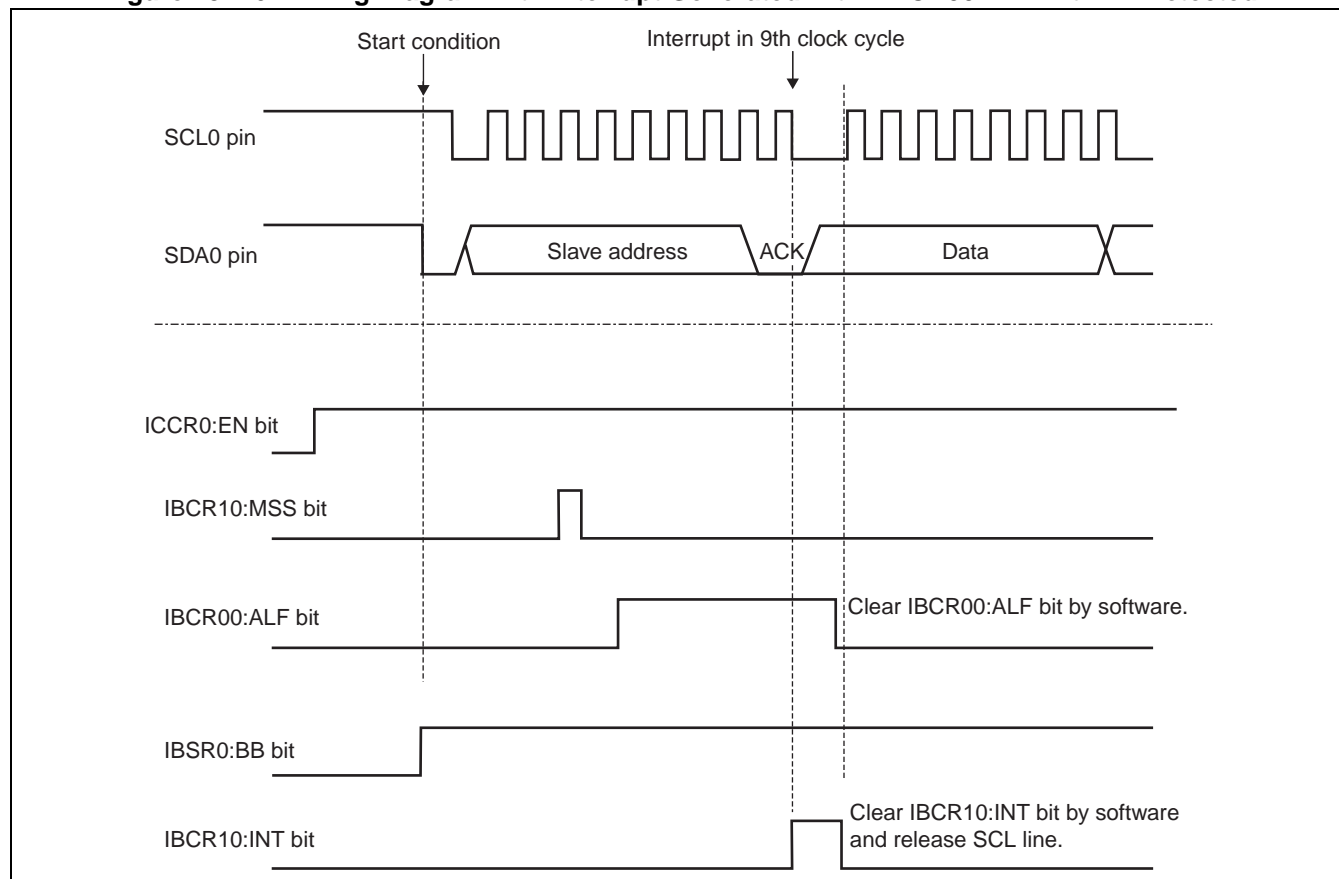 Start condition
Interrupt in 9th clock cycle
SCL0 pin
SDA0 pin
Slave address
ACK
Data
ICCR0:EN bit
IBCR10:MSS bit
IBCR00:ALF bit
Clear IBCR00:ALF bit by software.
IBSR0:BB bit
IBCR10:INT bit
Clear IBCR10:INT bit by software
and release SCL line.